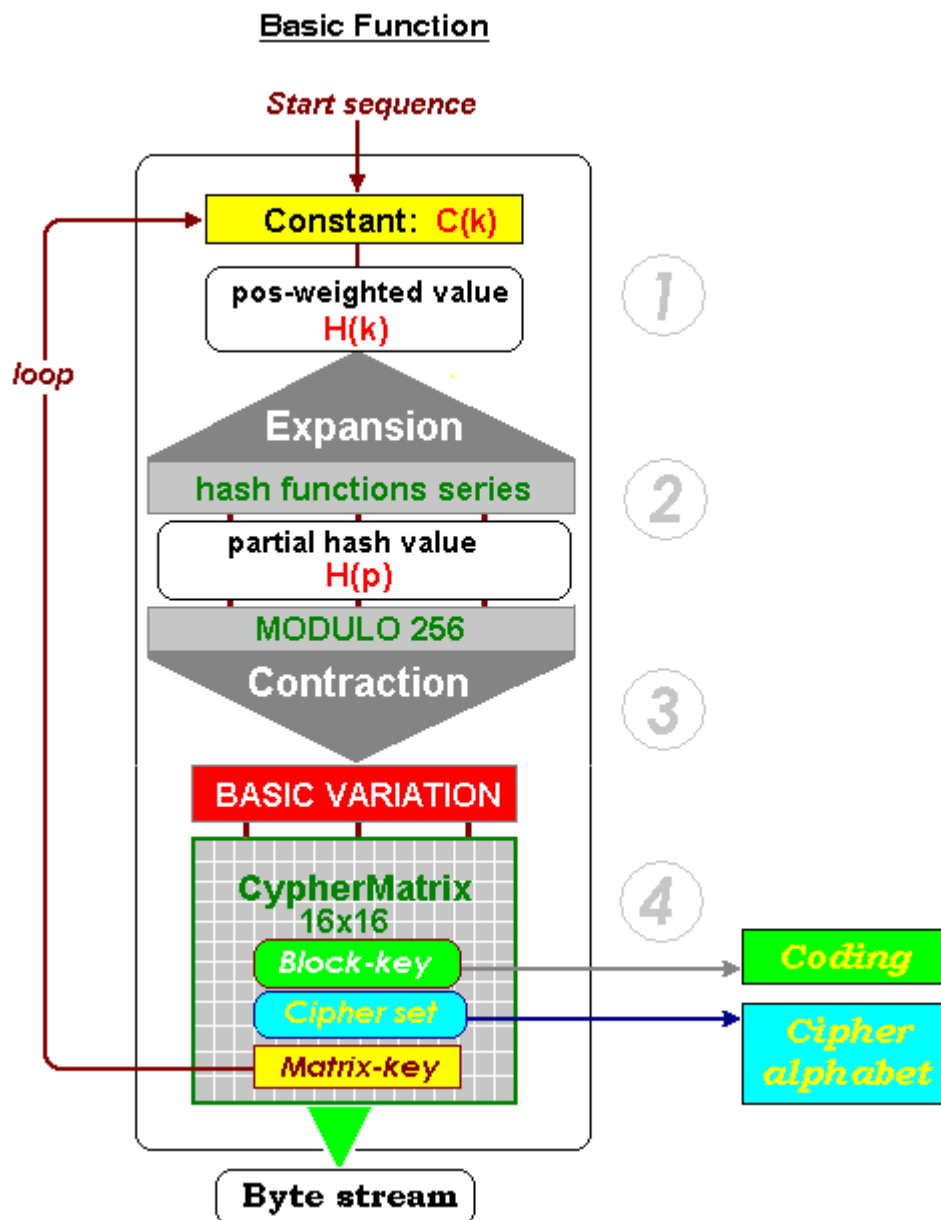 Basic Function
Start sequence
Constant: C(k)
pos-weighted value
H(k)
1
loop
Expansion
hash functions series
2
partial hash value
H(p)
MODULO 256
Contraction
3
BASIC VARIATION
CypherMatrix
16x16
4
Block-key
Coding
Cipher set
Cipher
alphabet
Matrix-key
Byte stream